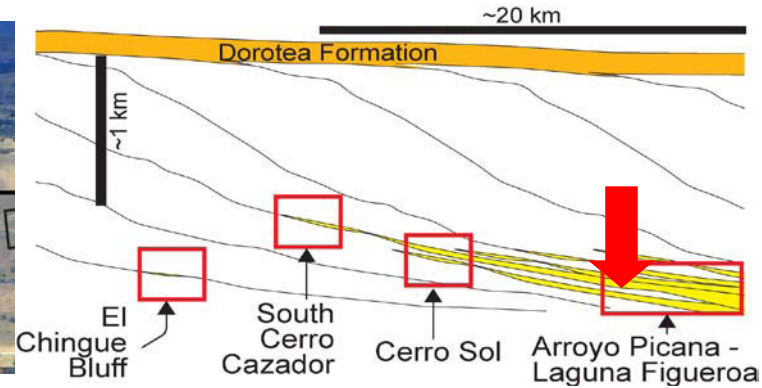 ~20 km
Dorotea Formation
~1 km
El
Chingue
Bluff
South
Cerro
Cazador
Cerro Sol
Arroyo Picana -
Laguna Figueroa